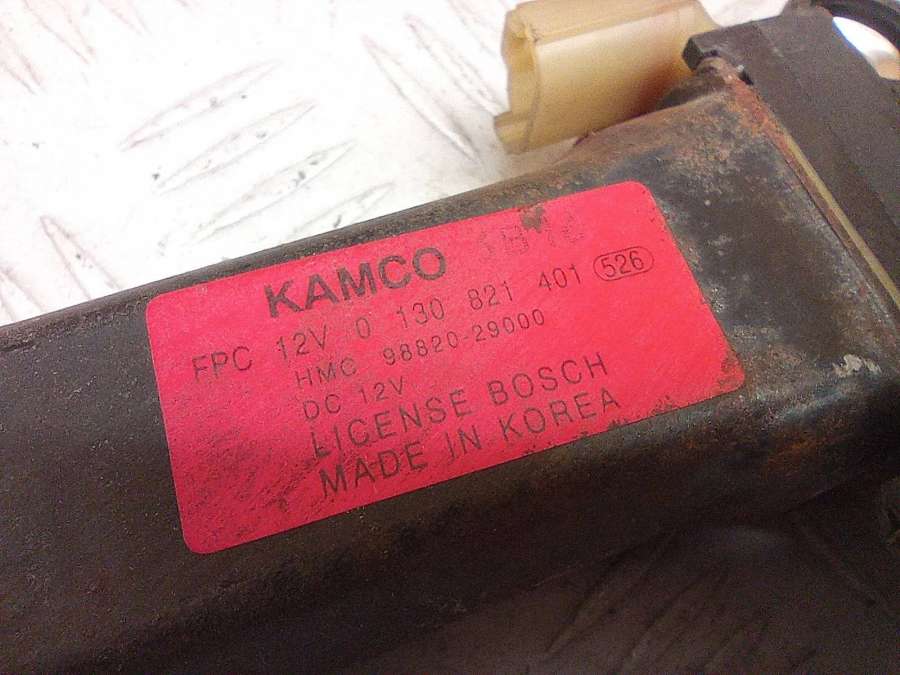 KAMCO
FPC 12V 0 130 821 401 526
HMC 98820-29000
DC 12V
LICENSE BOSCH
MADE IN KOREA